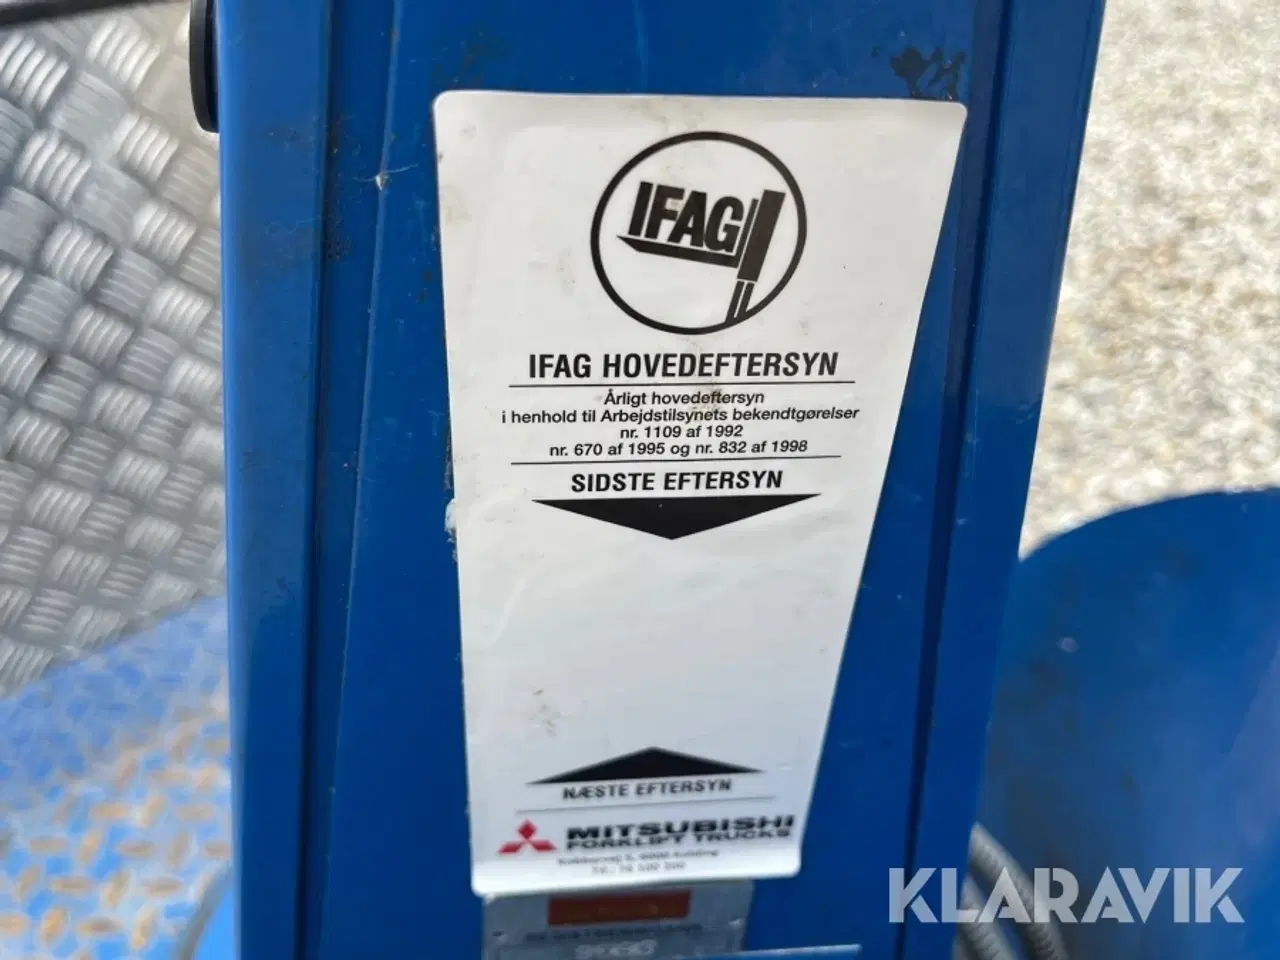 IFAG
IFAG HOVEDEFTERSYN
Årligt hovedeftersyn
i henhold til Arbejdstilsynets bekendtgørelser
nr. 1109 af 1992
nr. 670 af 1995 og nr. 832 af 1998
SIDSTE EFTERSYN
NÆSTE EFTERSYN
MITSUBISHI
FORKLIFT TRUCKS
KLARAVIK